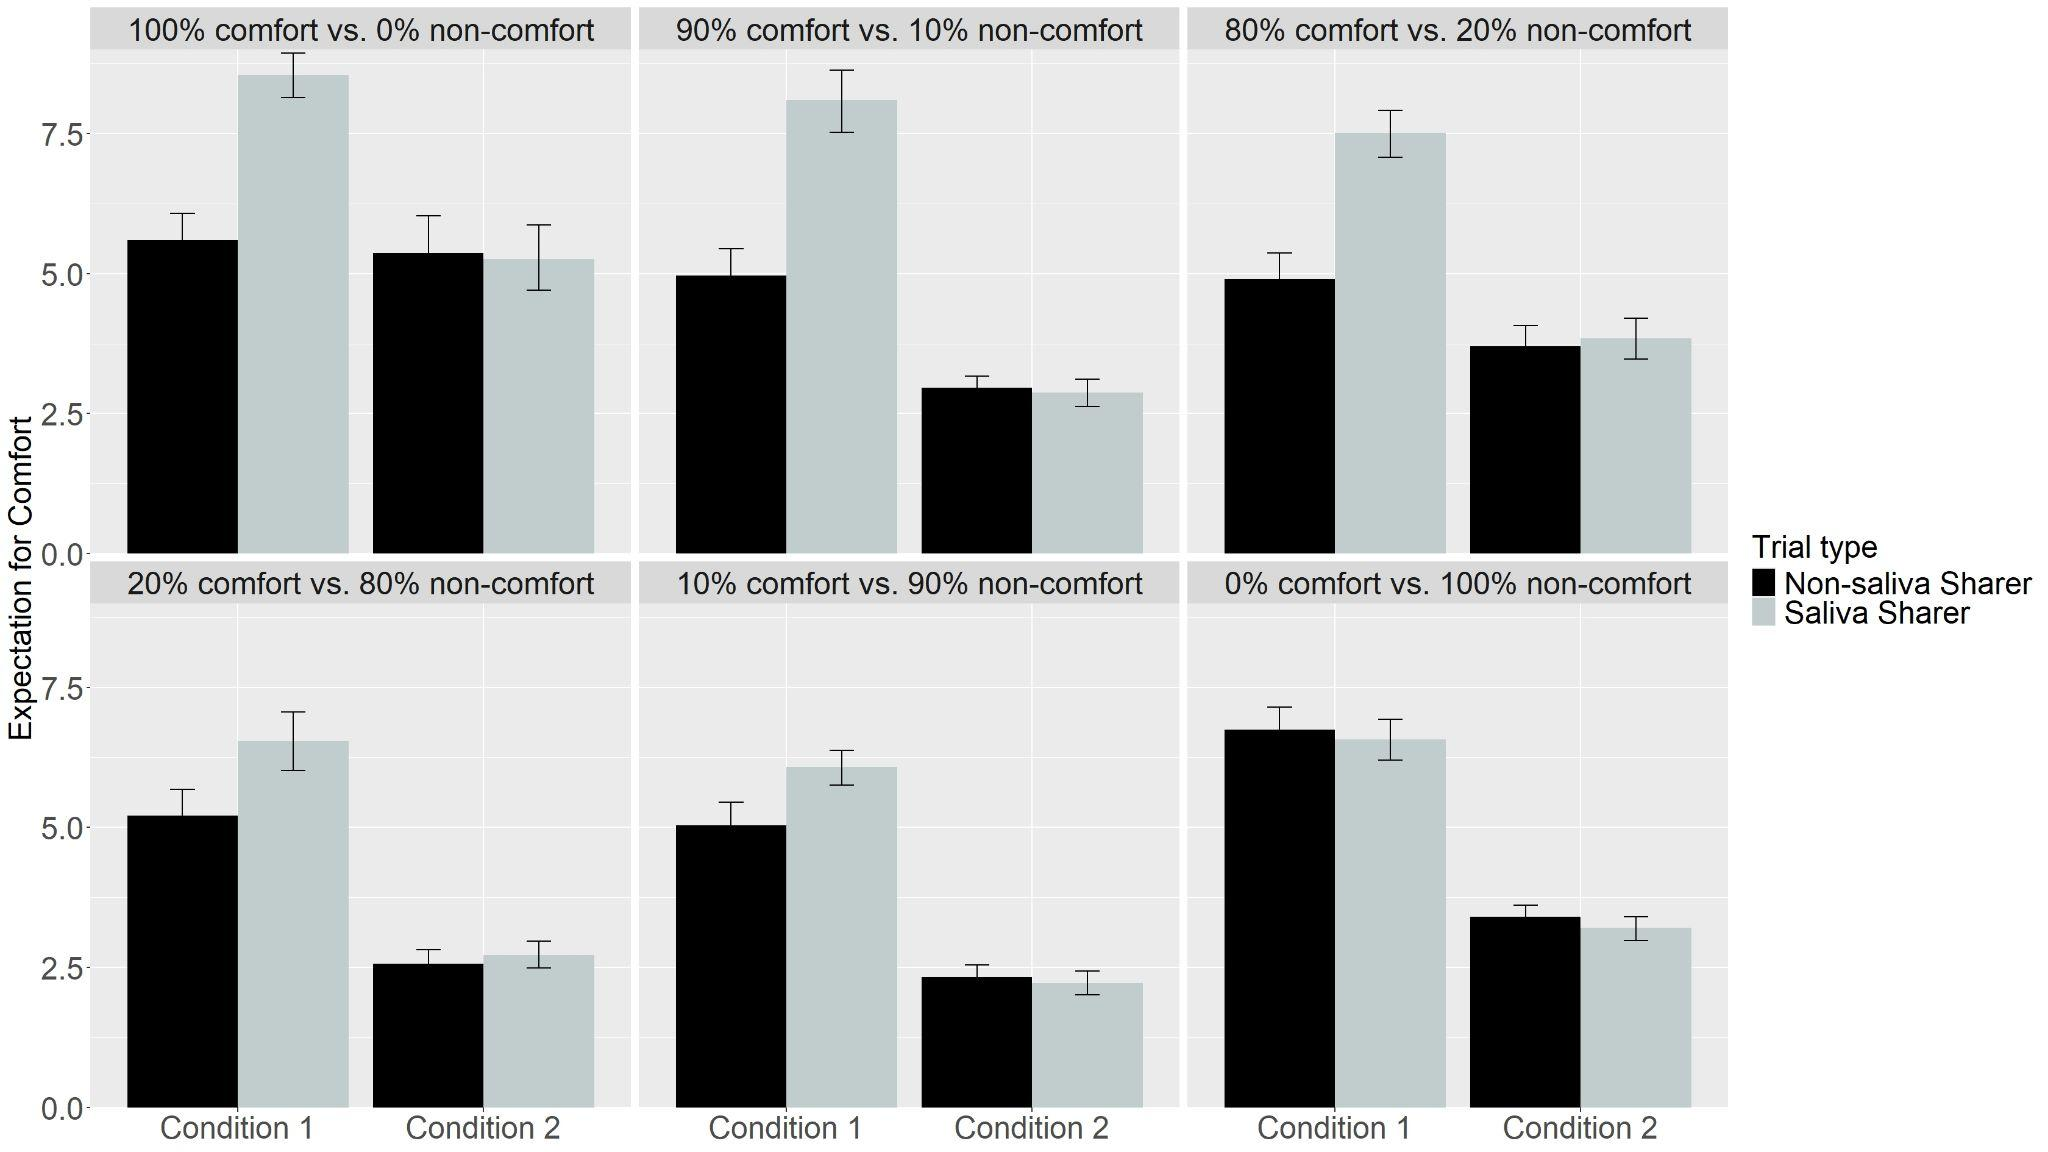 100% comfort vs. 0% non-comfort
90% comfort vs. 10% non-comfort
80% comfort vs. 20% non-comfort
7.5
5.0
2.5
0.0
20% comfort vs. 80% non-comfort
10% comfort vs. 90% non-comfort
0% comfort vs. 100% non-comfort
7.5
5.0
2.5
0.0
Expectation for Comfort
Condition 1
Condition 2
Condition 1
Condition 2
Condition 1
Condition 2
Trial type
Non-saliva Sharer
Saliva Sharer